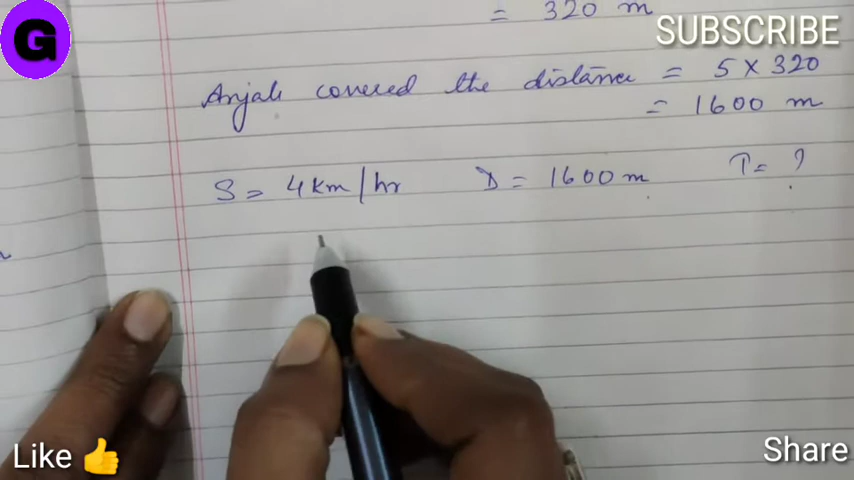 G
= 320 m
SUBSCRIBE
Anjali covered the distance = 5 × 320
= 1600 m
S = 4 km/hr D = 1600 m T = ?
Like 👍
Share